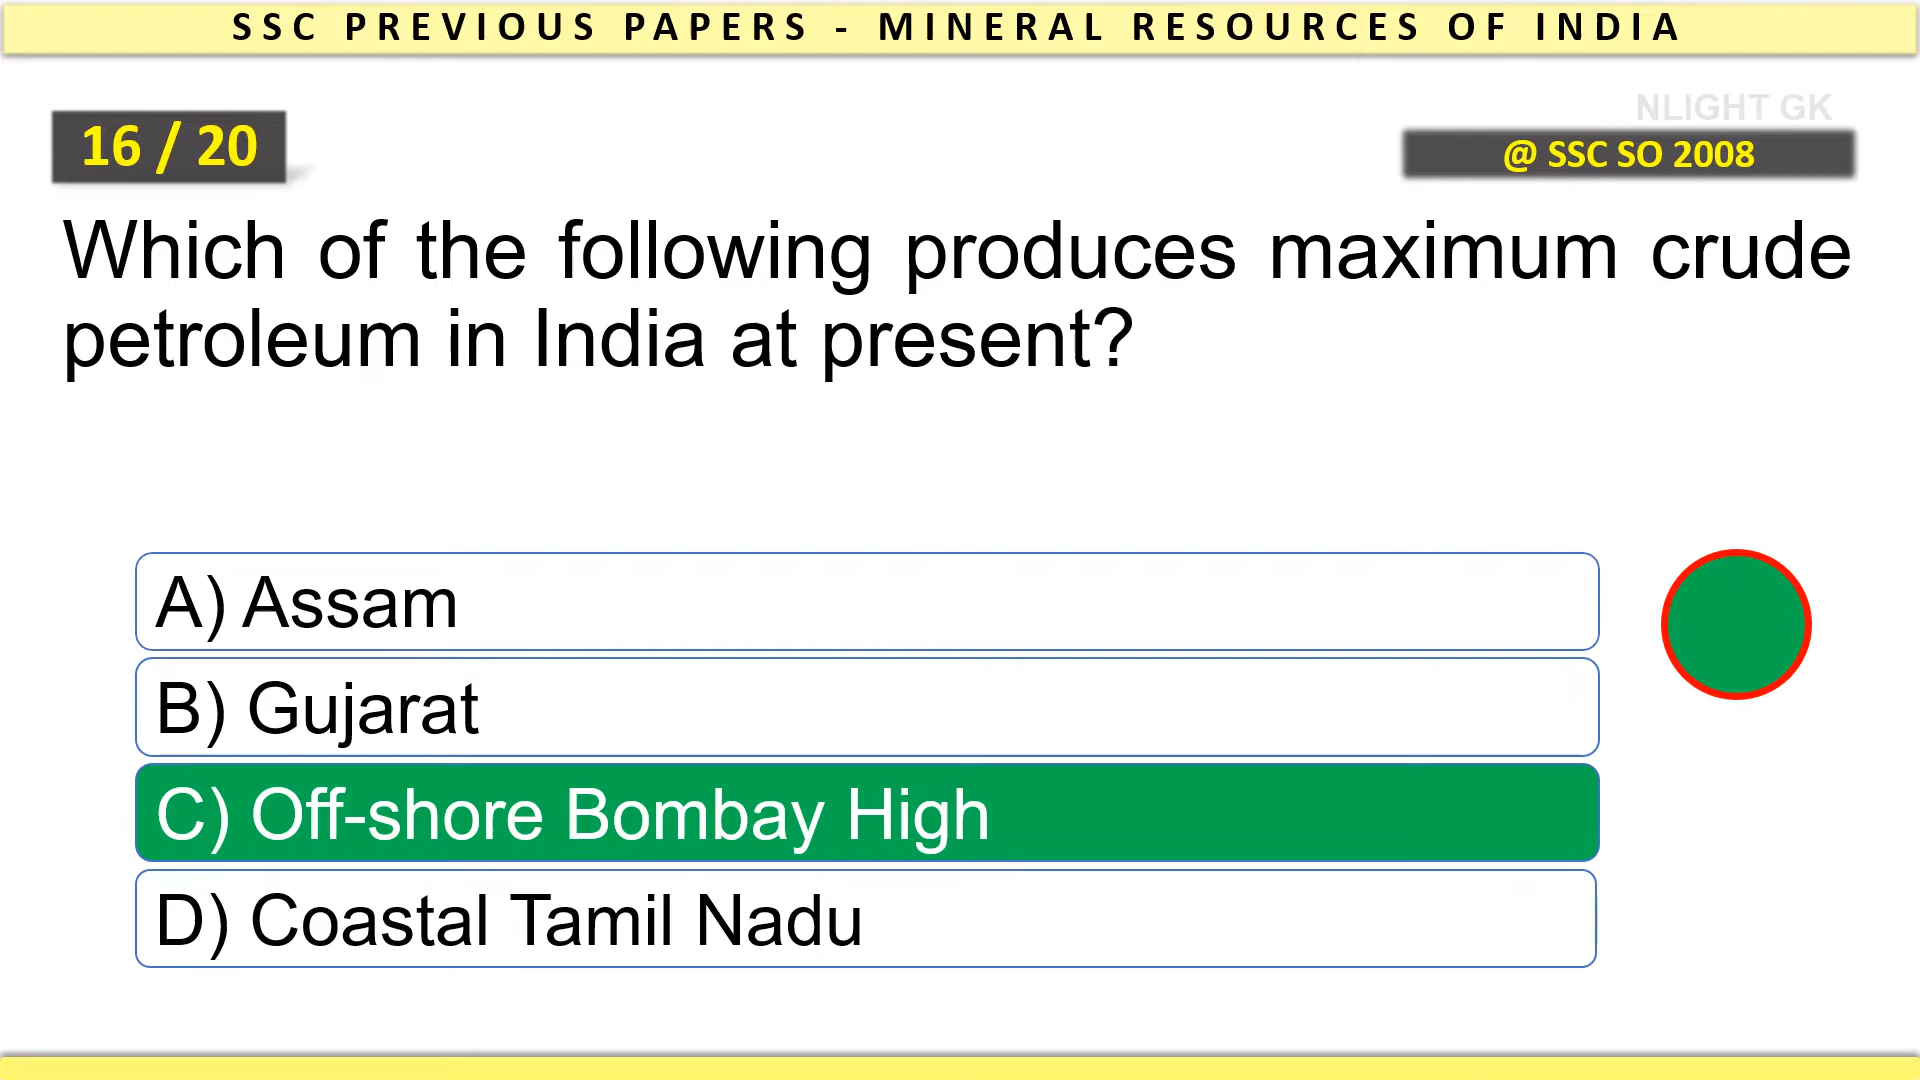 SSC PREVIOUS PAPERS - MINERAL RESOURCES OF INDIA
NLIGHT GK
16 / 20
@ SSC SO 2008
Which of the following produces maximum crude
petroleum in India at present?
A) Assam
B) Gujarat
C) Off-shore Bombay High
D) Coastal Tamil Nadu